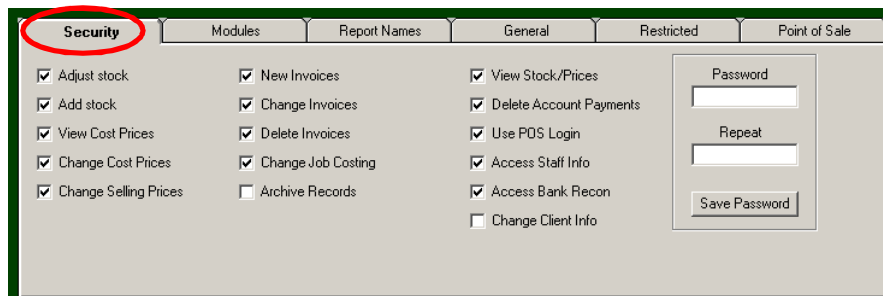 Security
Modules
Report Names
General
Restricted
Point of Sale
Adjust stock
Add stock
View Cost Prices
Change Cost Prices
Change Selling Prices
New Invoices
Change Invoices
Delete Invoices
Change Job Costing
Archive Records
View Stock/Prices
Delete Account Payments
Use POS Login
Access Staff Info
Access Bank Recon
Change Client Info
Password
Repeat
Save Password